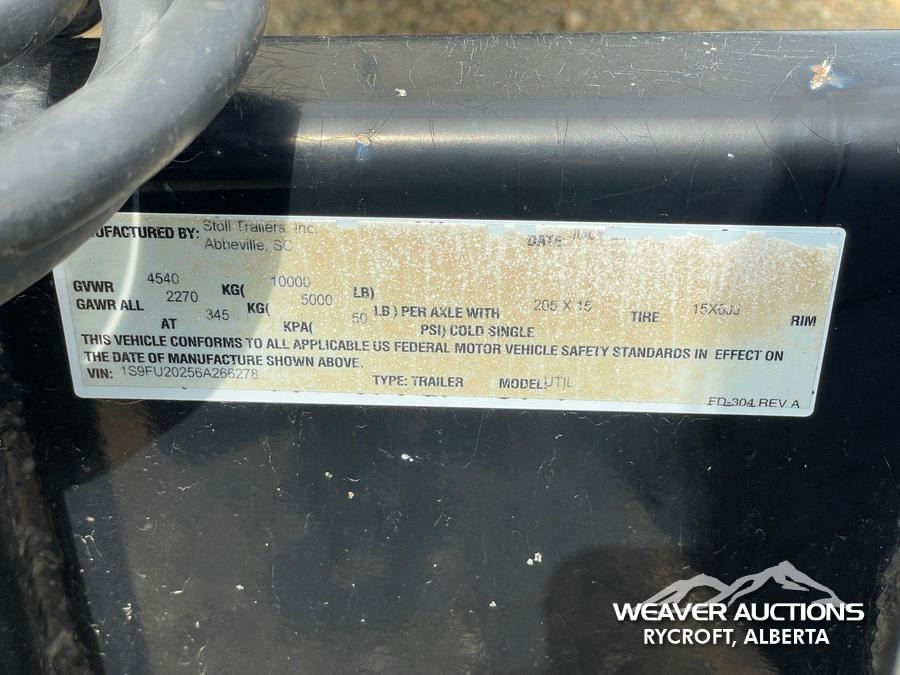 UFACTURED BY: Stoll Trailers, Inc.
Abbeville, SC
DATE: JULY
GVWR 4540 KG( 10000 LB)
GAWR ALL 2270 KG( 5000 LB) PER AXLE WITH 205 X 15 TIRE 15X6JJ RIM
AT 345 KPA( 50 PSI) COLD SINGLE
THIS VEHICLE CONFORMS TO ALL APPLICABLE US FEDERAL MOTOR VEHICLE SAFETY STANDARDS IN EFFECT ON
THE DATE OF MANUFACTURE SHOWN ABOVE.
VIN: 1S9FU20256A266278 TYPE: TRAILER MODEL: UTIL
FD-304 REV A
WEAVER AUCTIONS
RYCROFT, ALBERTA